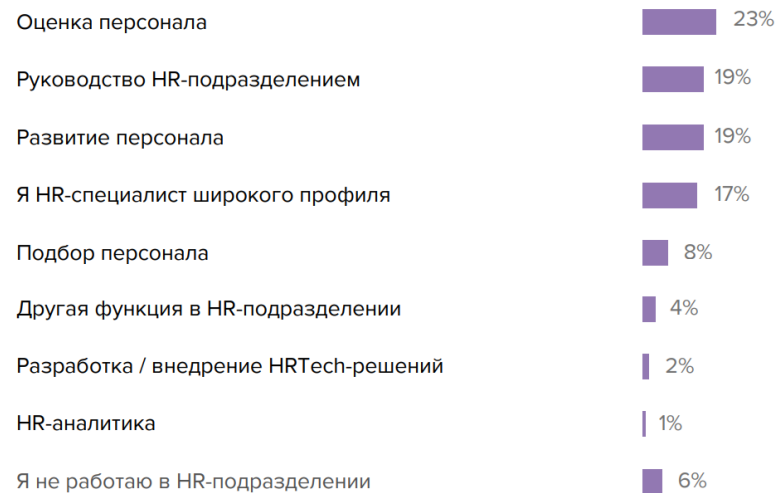 Оценка персонала 23%
Руководство HR-подразделением 19%
Развитие персонала 19%
Я HR-специалист широкого профиля 17%
Подбор персонала 8%
Другая функция в HR-подразделении 4%
Разработка / внедрение HRTech-решений 2%
HR-аналитика 1%
Я не работаю в HR-подразделении 6%